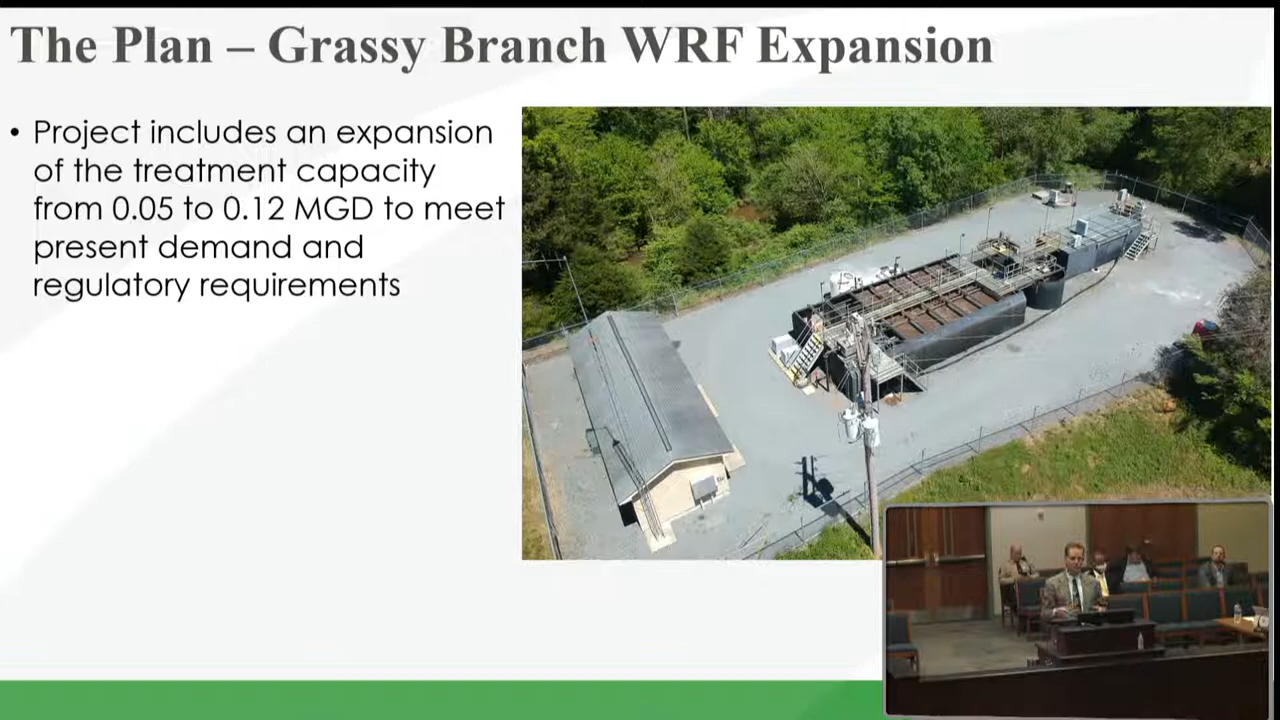 The Plan – Grassy Branch WRF Expansion
• Project includes an expansion
of the treatment capacity
from 0.05 to 0.12 MGD to meet
present demand and
regulatory requirements